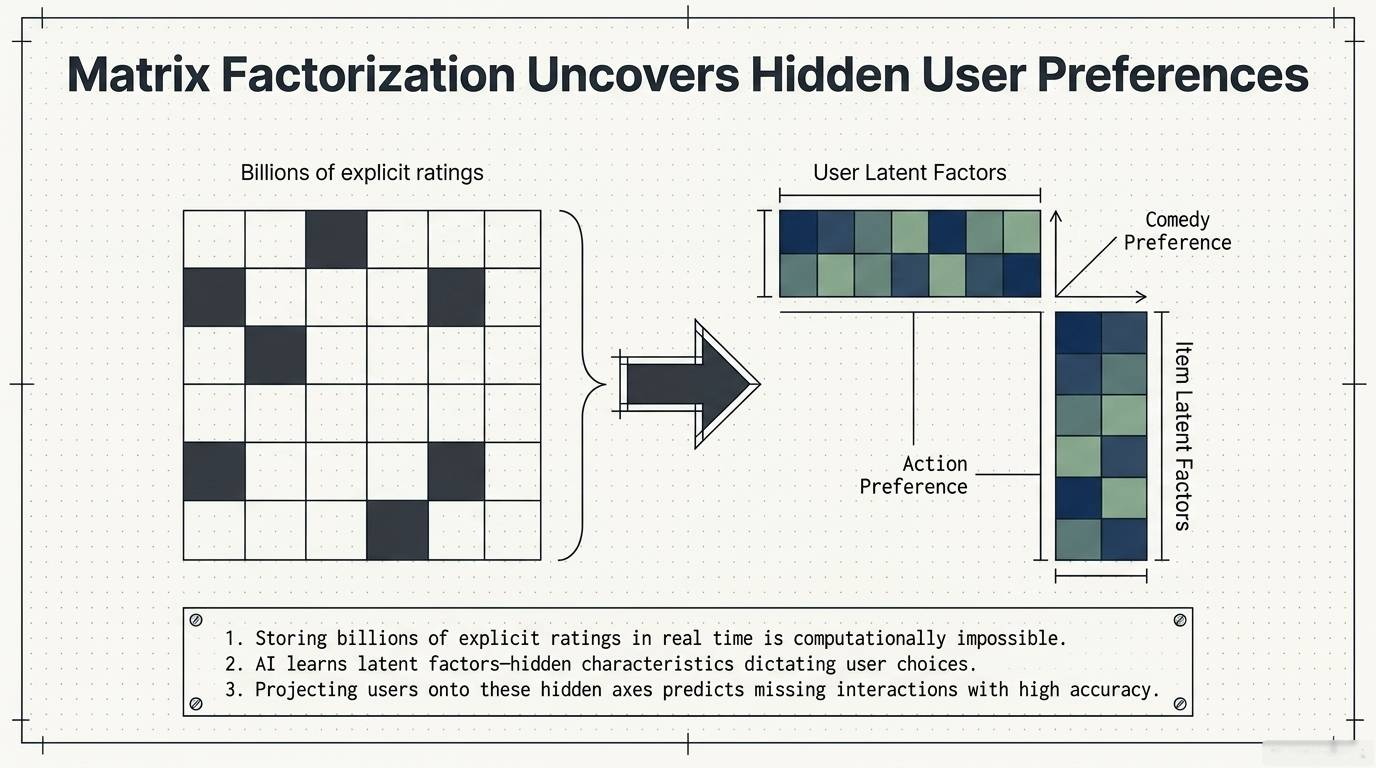 Matrix Factorization Uncovers Hidden User Preferences
Billions of explicit ratings
User Latent Factors
Comedy
Preference
Action
Preference
Item Latent Factors
1. Storing billions of explicit ratings in real time is computationally impossible.
2. AI learns latent factors—hidden characteristics dictating user choices.
3. Projecting users onto these hidden axes predicts missing interactions with high accuracy.